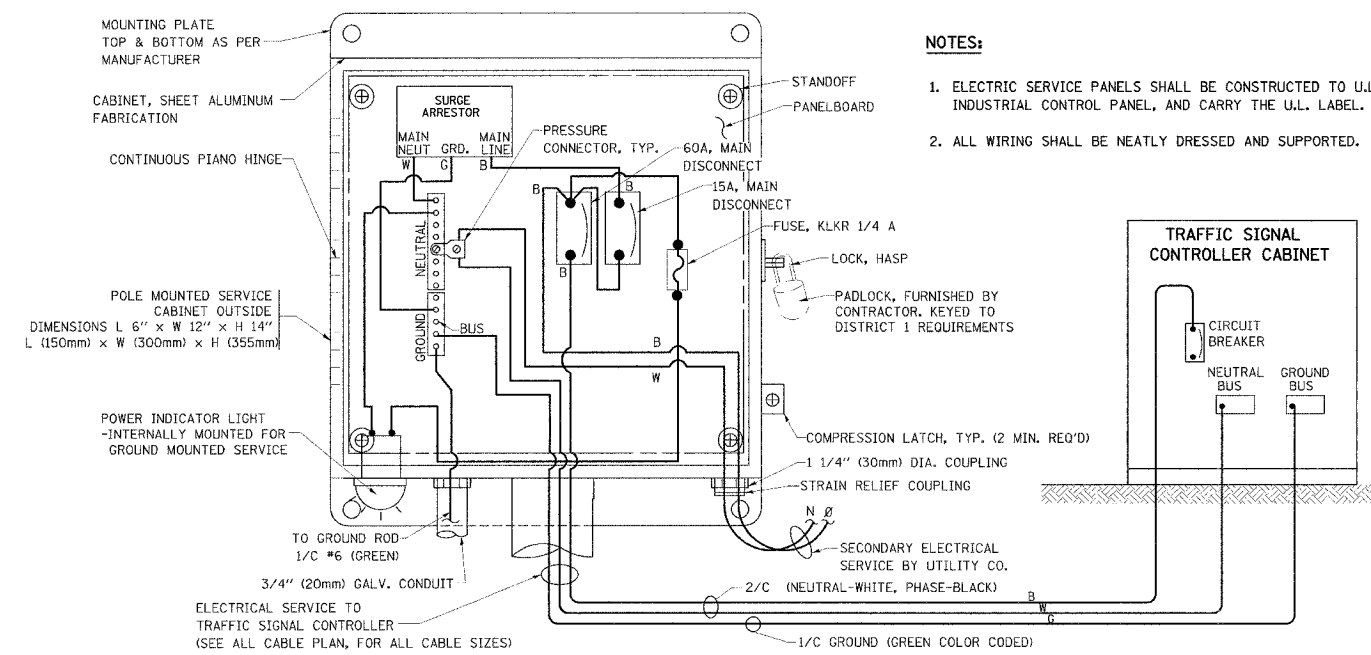 MOUNTING PLATE
TOP & BOTTOM AS PER
MANUFACTURER
CABINET, SHEET ALUMINUM
FABRICATION
CONTINUOUS PIANO HINGE
POLE MOUNTED SERVICE
CABINET OUTSIDE
DIMENSIONS L 6" x W 12" x H 14"
L (150mm) x W (300mm) x H (355mm)
POWER INDICATOR LIGHT
-INTERNALLY MOUNTED FOR
GROUND MOUNTED SERVICE
TO GROUND ROD
1/C #6 (GREEN)
3/4" (20mm) GALV. CONDUIT
ELECTRICAL SERVICE TO
TRAFFIC SIGNAL CONTROLLER
(SEE ALL CABLE PLAN, FOR ALL CABLE SIZES)
SURGE
ARRESTOR
MAIN
NEUT
GRD.
MAIN
LINE
W
G
B
NEUTRAL
GROUND
BUS
PRESSURE
CONNECTOR, TYP.
STANDOFF
PANELBOARD
60A, MAIN
DISCONNECT
15A, MAIN
DISCONNECT
B
B
B
FUSE, KLKR 1/4 A
LOCK, HASP
PADLOCK, FURNISHED BY
CONTRACTOR. KEYED TO
DISTRICT 1 REQUIREMENTS
B
W
COMPRESSION LATCH, TYP. (2 MIN. REQ'D)
1 1/4" (30mm) DIA. COUPLING
STRAIN RELIEF COUPLING
N Ø
SECONDARY ELECTRICAL
SERVICE BY UTILITY CO.
2/C (NEUTRAL-WHITE, PHASE-BLACK)
B
W
G
1/C GROUND (GREEN COLOR CODED)
NOTES:
1. ELECTRIC SERVICE PANELS SHALL BE CONSTRUCTED TO U.L
INDUSTRIAL CONTROL PANEL, AND CARRY THE U.L. LABEL.
2. ALL WIRING SHALL BE NEATLY DRESSED AND SUPPORTED.
TRAFFIC SIGNAL
CONTROLLER CABINET
CIRCUIT
BREAKER
NEUTRAL
BUS
GROUND
BUS